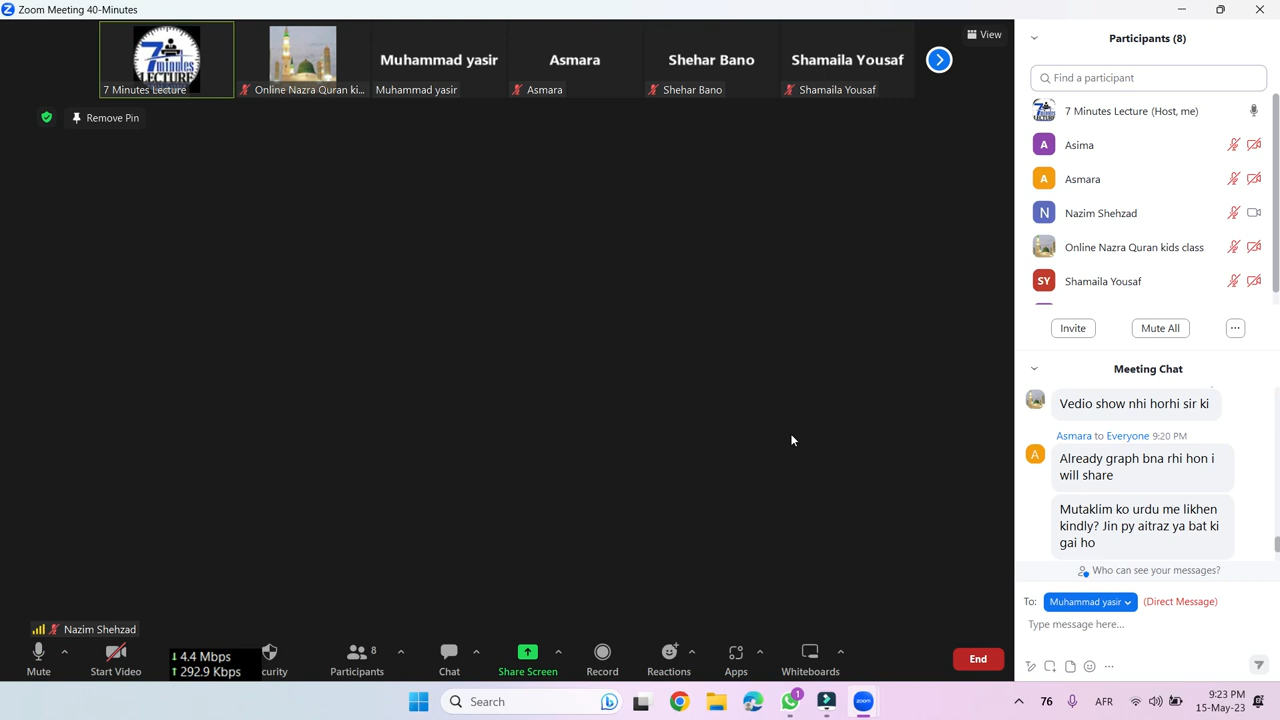 Zoom Meeting 40-Minutes
7 minutes
LECTURE
Muhammad yasir
Asmara
Shehar Bano
Shamaila Yousaf
View
7 Minutes Lecture
Online Nazra Quran ki...
Muhammad yasir
Asmara
Shehar Bano
Shamaila Yousaf
Remove Pin
Participants (8)
Find a participant
7 Minutes Lecture (Host, me)
A Asima
A Asmara
N Nazim Shehzad
Online Nazra Quran kids class
SY Shamaila Yousaf
Invite
Mute All
Meeting Chat
Vedio show nhi horhi sir ki
Asmara to Everyone 9:20 PM
A
Already graph bna rhi hon i
will share
Mutaklim ko urdu me likhen
kindly? Jin py aitraz ya bat ki
gai ho
Who can see your messages?
To: Muhammad yasir (Direct Message)
Type message here...
Nazim Shehzad
Mute
Start Video
4.4 Mbps
292.9 Kbps
curity
8
Participants
Chat
Share Screen
Record
Reactions
Apps
Whiteboards
End
Search
1
zoom
76
AFR
9:23 PM
15-May-23